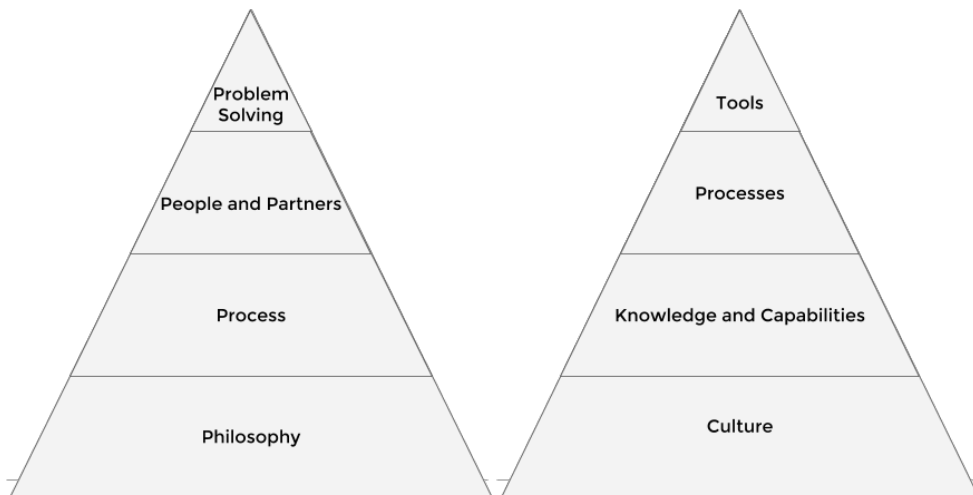 Problem
Solving
People and Partners
Process
Philosophy
Tools
Processes
Knowledge and Capabilities
Culture